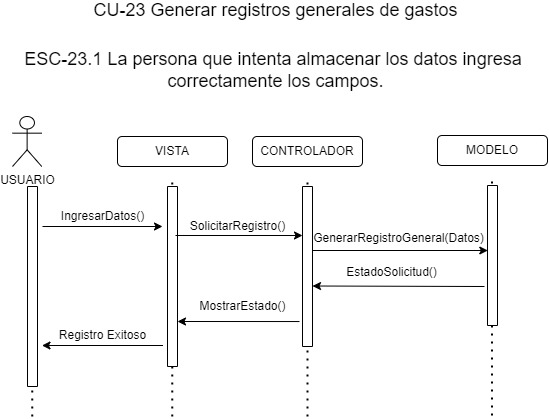 CU-23 Generar registros generales de gastos
ESC-23.1 La persona que intenta almacenar los datos ingresa
correctamente los campos.
USUARIO
VISTA
CONTROLADOR
MODELO
IngresarDatos()
SolicitarRegistro()
GenerarRegistroGeneral(Datos)
EstadoSolicitud()
MostrarEstado()
Registro Exitoso